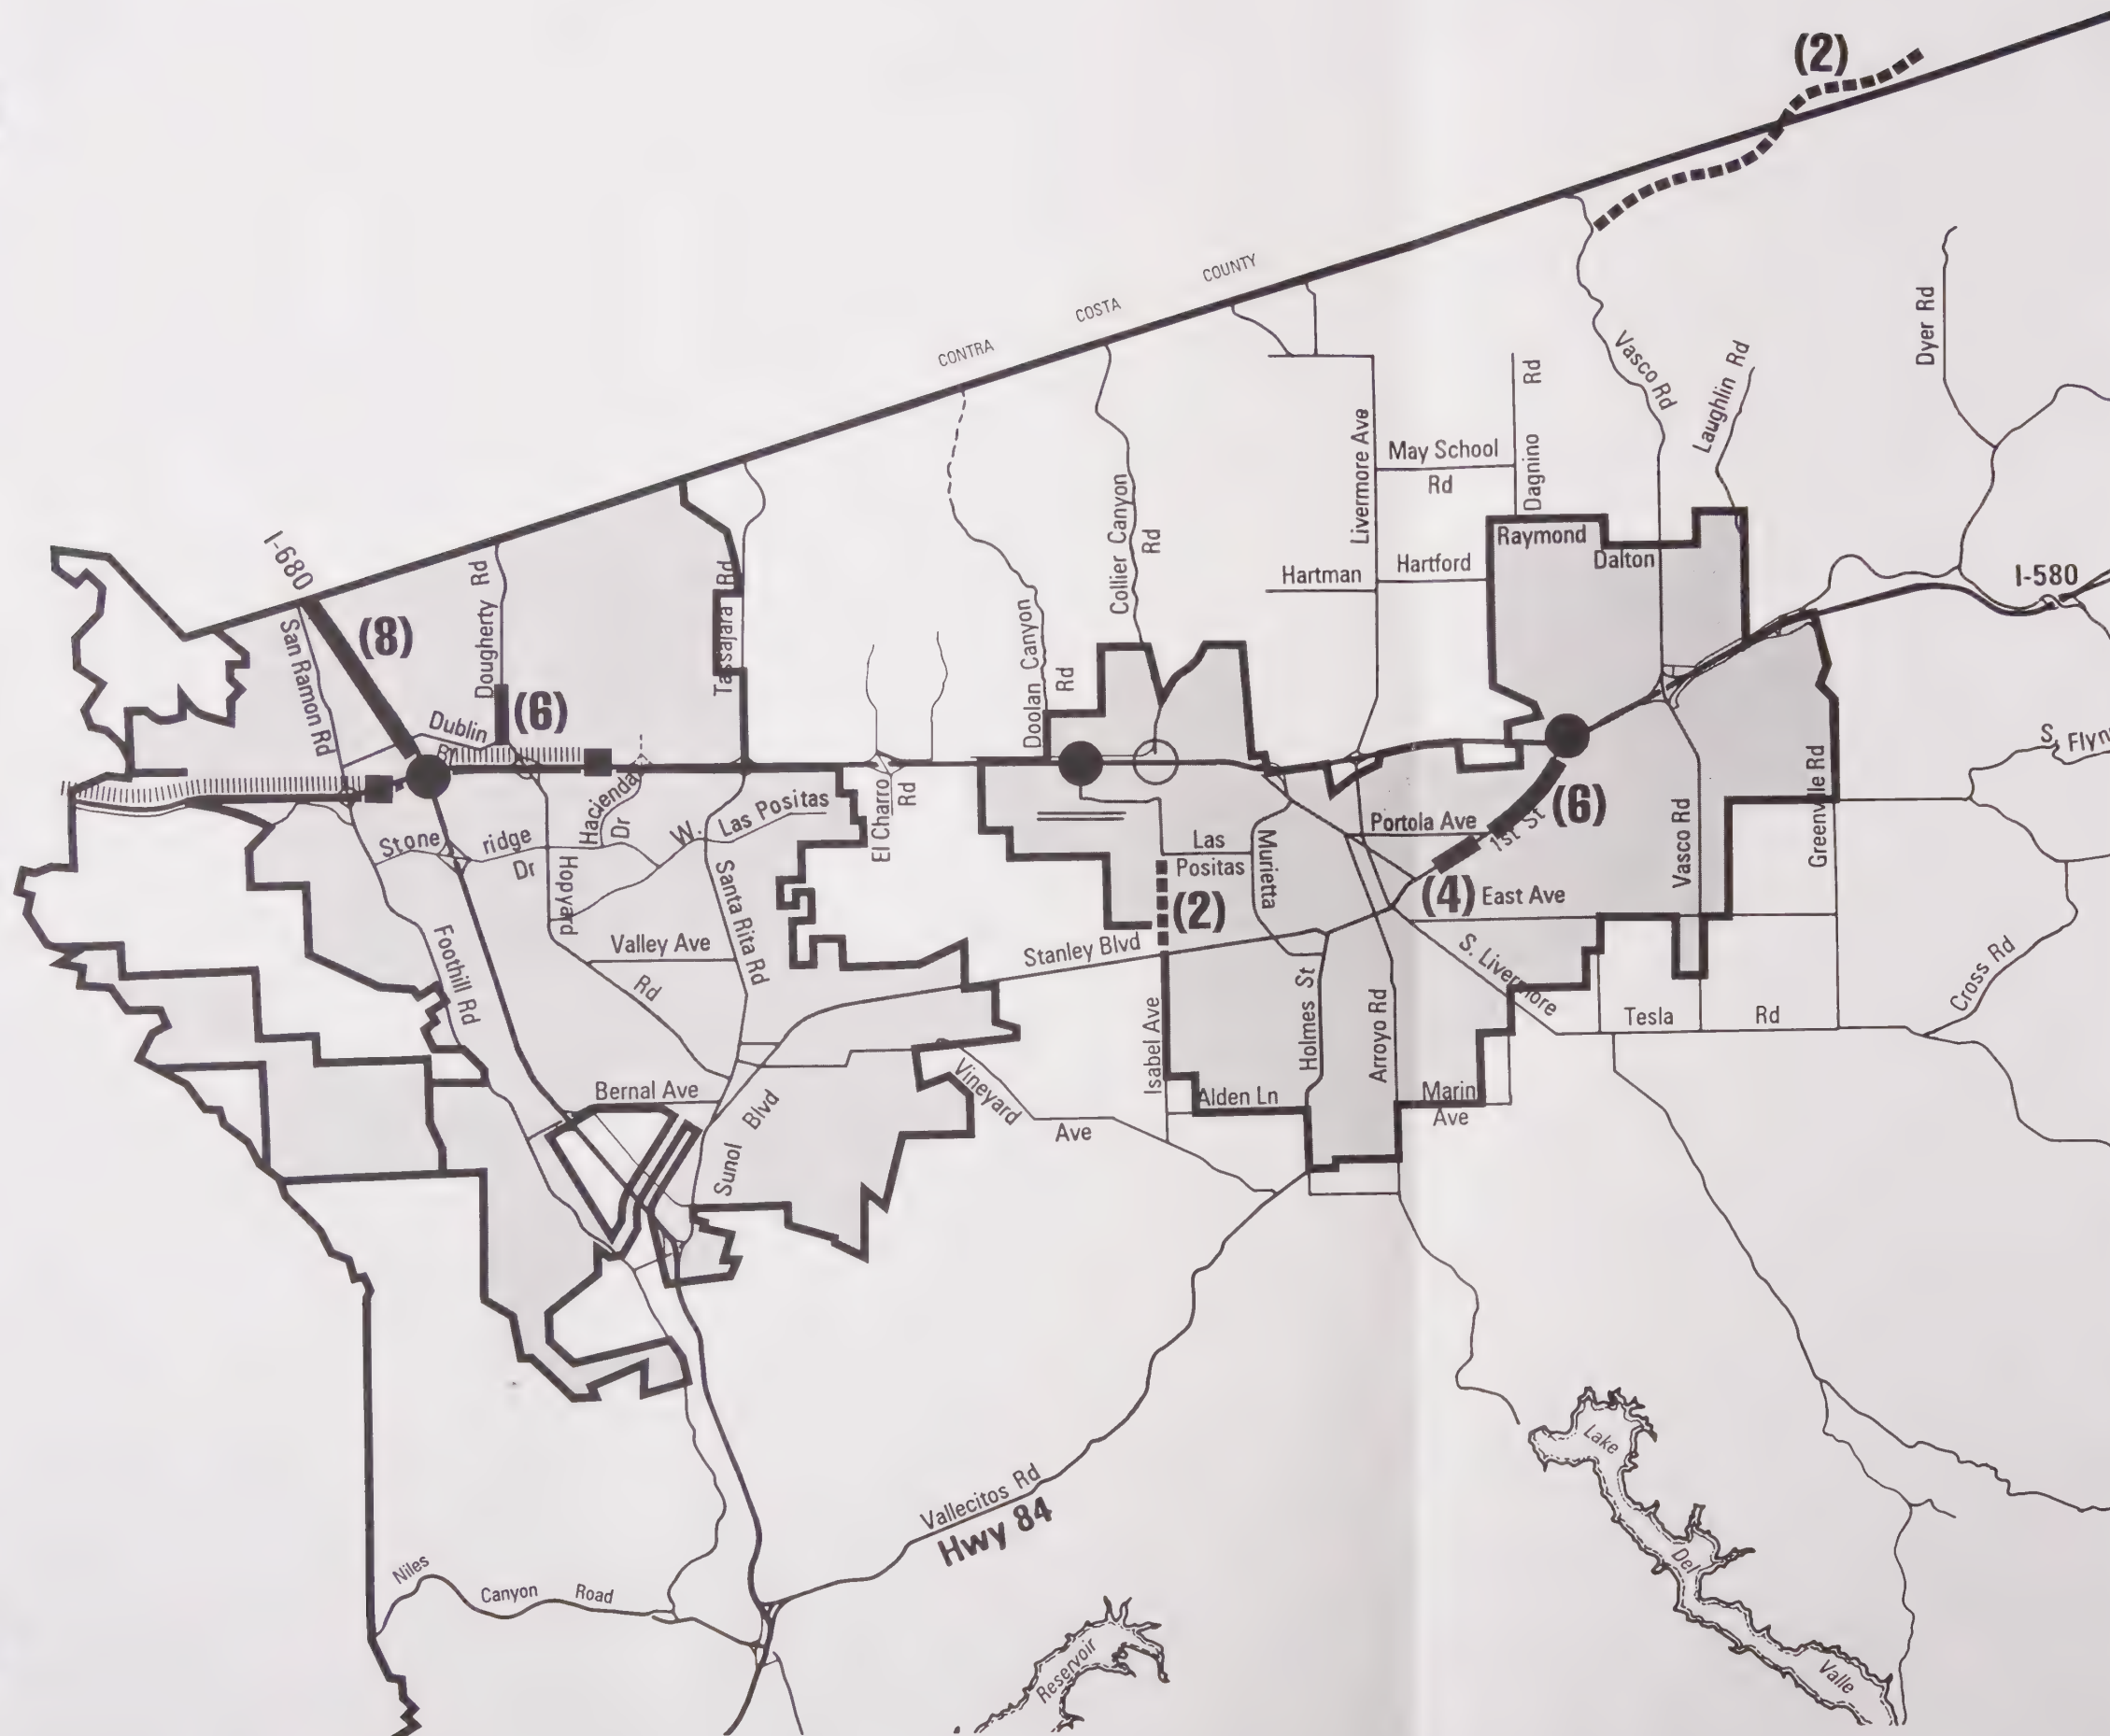 (2)
CONTRA COSTA COUNTY
Dyer Rd
Vasco Rd
Laughlin Rd
Livermore Ave
May School
Rd
Dagnino Rd
Collier Canyon
Rd
Raymond
Dalton
Hartman
Hartford
I-580
I-680
(8)
San Ramon Rd
Dougherty Rd
(6)
Dublin
Bl
Tassajara Rd
Doolan Canyon
Rd
S. Flyn
Hacienda
Dr
W. Las Positas
El Charro
Rd
Stone ridge
Dr
Hopyard
Las
Positas
Murietta
Portola Ave
1st St
(6)
(4)
East Ave
Vasco Rd
Greenville Rd
(2)
Santa Rita Rd
Foothill Rd
Valley Ave
Rd
Stanley Blvd
S. Livermore
Tesla Rd
Cross Rd
Isabel Ave
Holmes St
Arroyo Rd
Bernal Ave
Vineyard
Ave
Alden Ln
Marin
Ave
Sunol Blvd
Vallecitos Rd
Hwy 84
Niles Canyon Road
Reservoir
Lake
Del
Valle